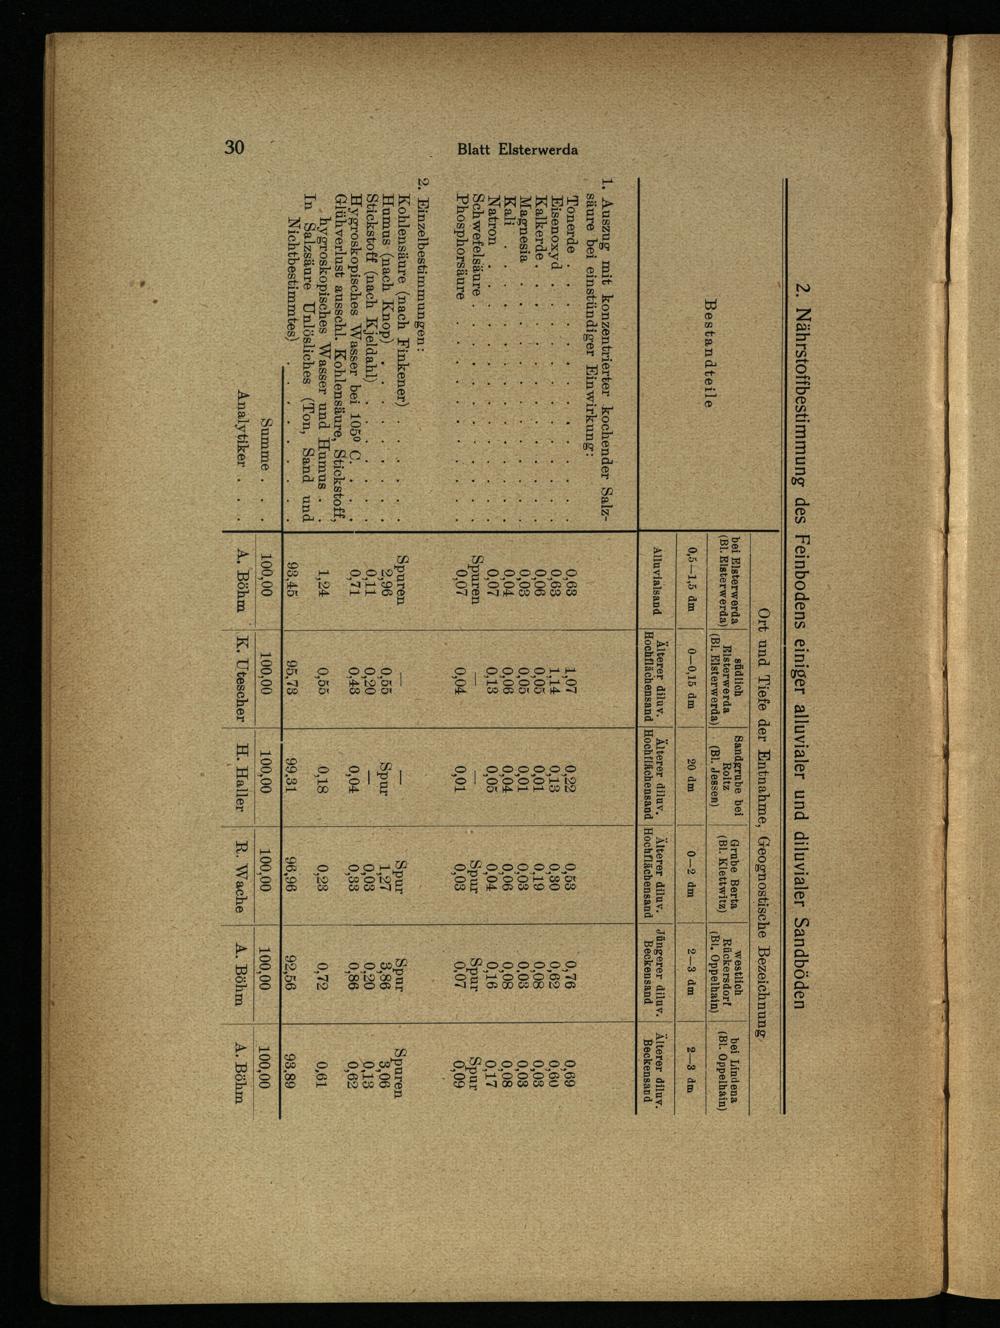 30
Blatt Elsterwerda
2. Nährstoffbestimmung des Feinbodens einiger alluvialer und diluvialer Sandböden
Bestandteile
Ort und Tiefe der Entnahme, Geognostische Bezeichnung
bei Elsterwerda (Bl. Elsterwerda) | südlich Elsterwerda (Bl. Elsterwerda) | Sandgrube bei Roitz (Bl. Jessen) | Grube Berta (Bl. Klettwitz) | westlich Rückersdorf (Bl. Oppelhain) | bei Lindena (Bl. Oppelhain)
0,5—1,5 dm | 0—0,15 dm | 20 dm | 0—2 dm | 2—3 dm | 2—3 dm
Alluvialsand | Älterer diluv. Hochflächensand | Älterer diluv. Hochflächensand | Älterer diluv. Hochflächensand | Jüngerer diluv. Beckensand | Älterer diluv. Beckensand
1. Auszug mit konzentrierter kochender Salz-
säure bei einstündiger Einwirkung:
Tonerde . . . | 0,63 | 1,07 | 0,22 | 0,53 | 0,76 | 0,69
Eisenoxyd . . . | 0,63 | 1,14 | 0,13 | 0,30 | 0,62 | 0,60
Kalkerde . . . | 0,06 | 0,05 | 0,01 | 0,19 | 0,08 | 0,03
Magnesia . . . | 0,03 | 0,05 | 0,01 | 0,03 | 0,03 | 0,03
Kali . . . | 0,04 | 0,06 | 0,04 | 0,06 | 0,08 | 0,08
Natron . . . | 0,07 | 0,13 | 0,05 | 0,04 | 0,16 | 0,17
Schwefelsäure . . . | Spuren | — | — | Spur | Spur | Spur
Phosphorsäure . . . | 0,07 | 0,04 | 0,01 | 0,03 | 0,07 | 0,09
2. Einzelbestimmungen:
Kohlensäure (nach Finkener) . . . | Spuren | — | — | Spur | Spur | Spuren
Humus (nach Knop) . . . | 2,96 | 0,55 | Spur | 1,27 | 3,86 | 3,06
Stickstoff (nach Kjeldahl) . . . | 0,11 | 0,20 | — | 0,03 | 0,20 | 0,13
Hygroskopisches Wasser bei 105° C. . . . | 0,71 | 0,43 | 0,04 | 0,33 | 0,86 | 0,62
Glühverlust ausschl. Kohlensäure, Stickstoff,
hygroskopisches Wasser und Humus . . | 1,24 | 0,55 | 0,18 | 0,23 | 0,72 | 0,61
In Salzsäure Unlösliches (Ton, Sand und
Nichtbestimmtes) . . . | 93,45 | 95,73 | 99,31 | 96,96 | 92,56 | 93,89
Summe . . | 100,00 | 100,00 | 100,00 | 100,00 | 100,00 | 100,00
Analytiker . . . | A. Böhm | K. Utescher | H. Haller | R. Wache | A. Böhm | A. Böhm